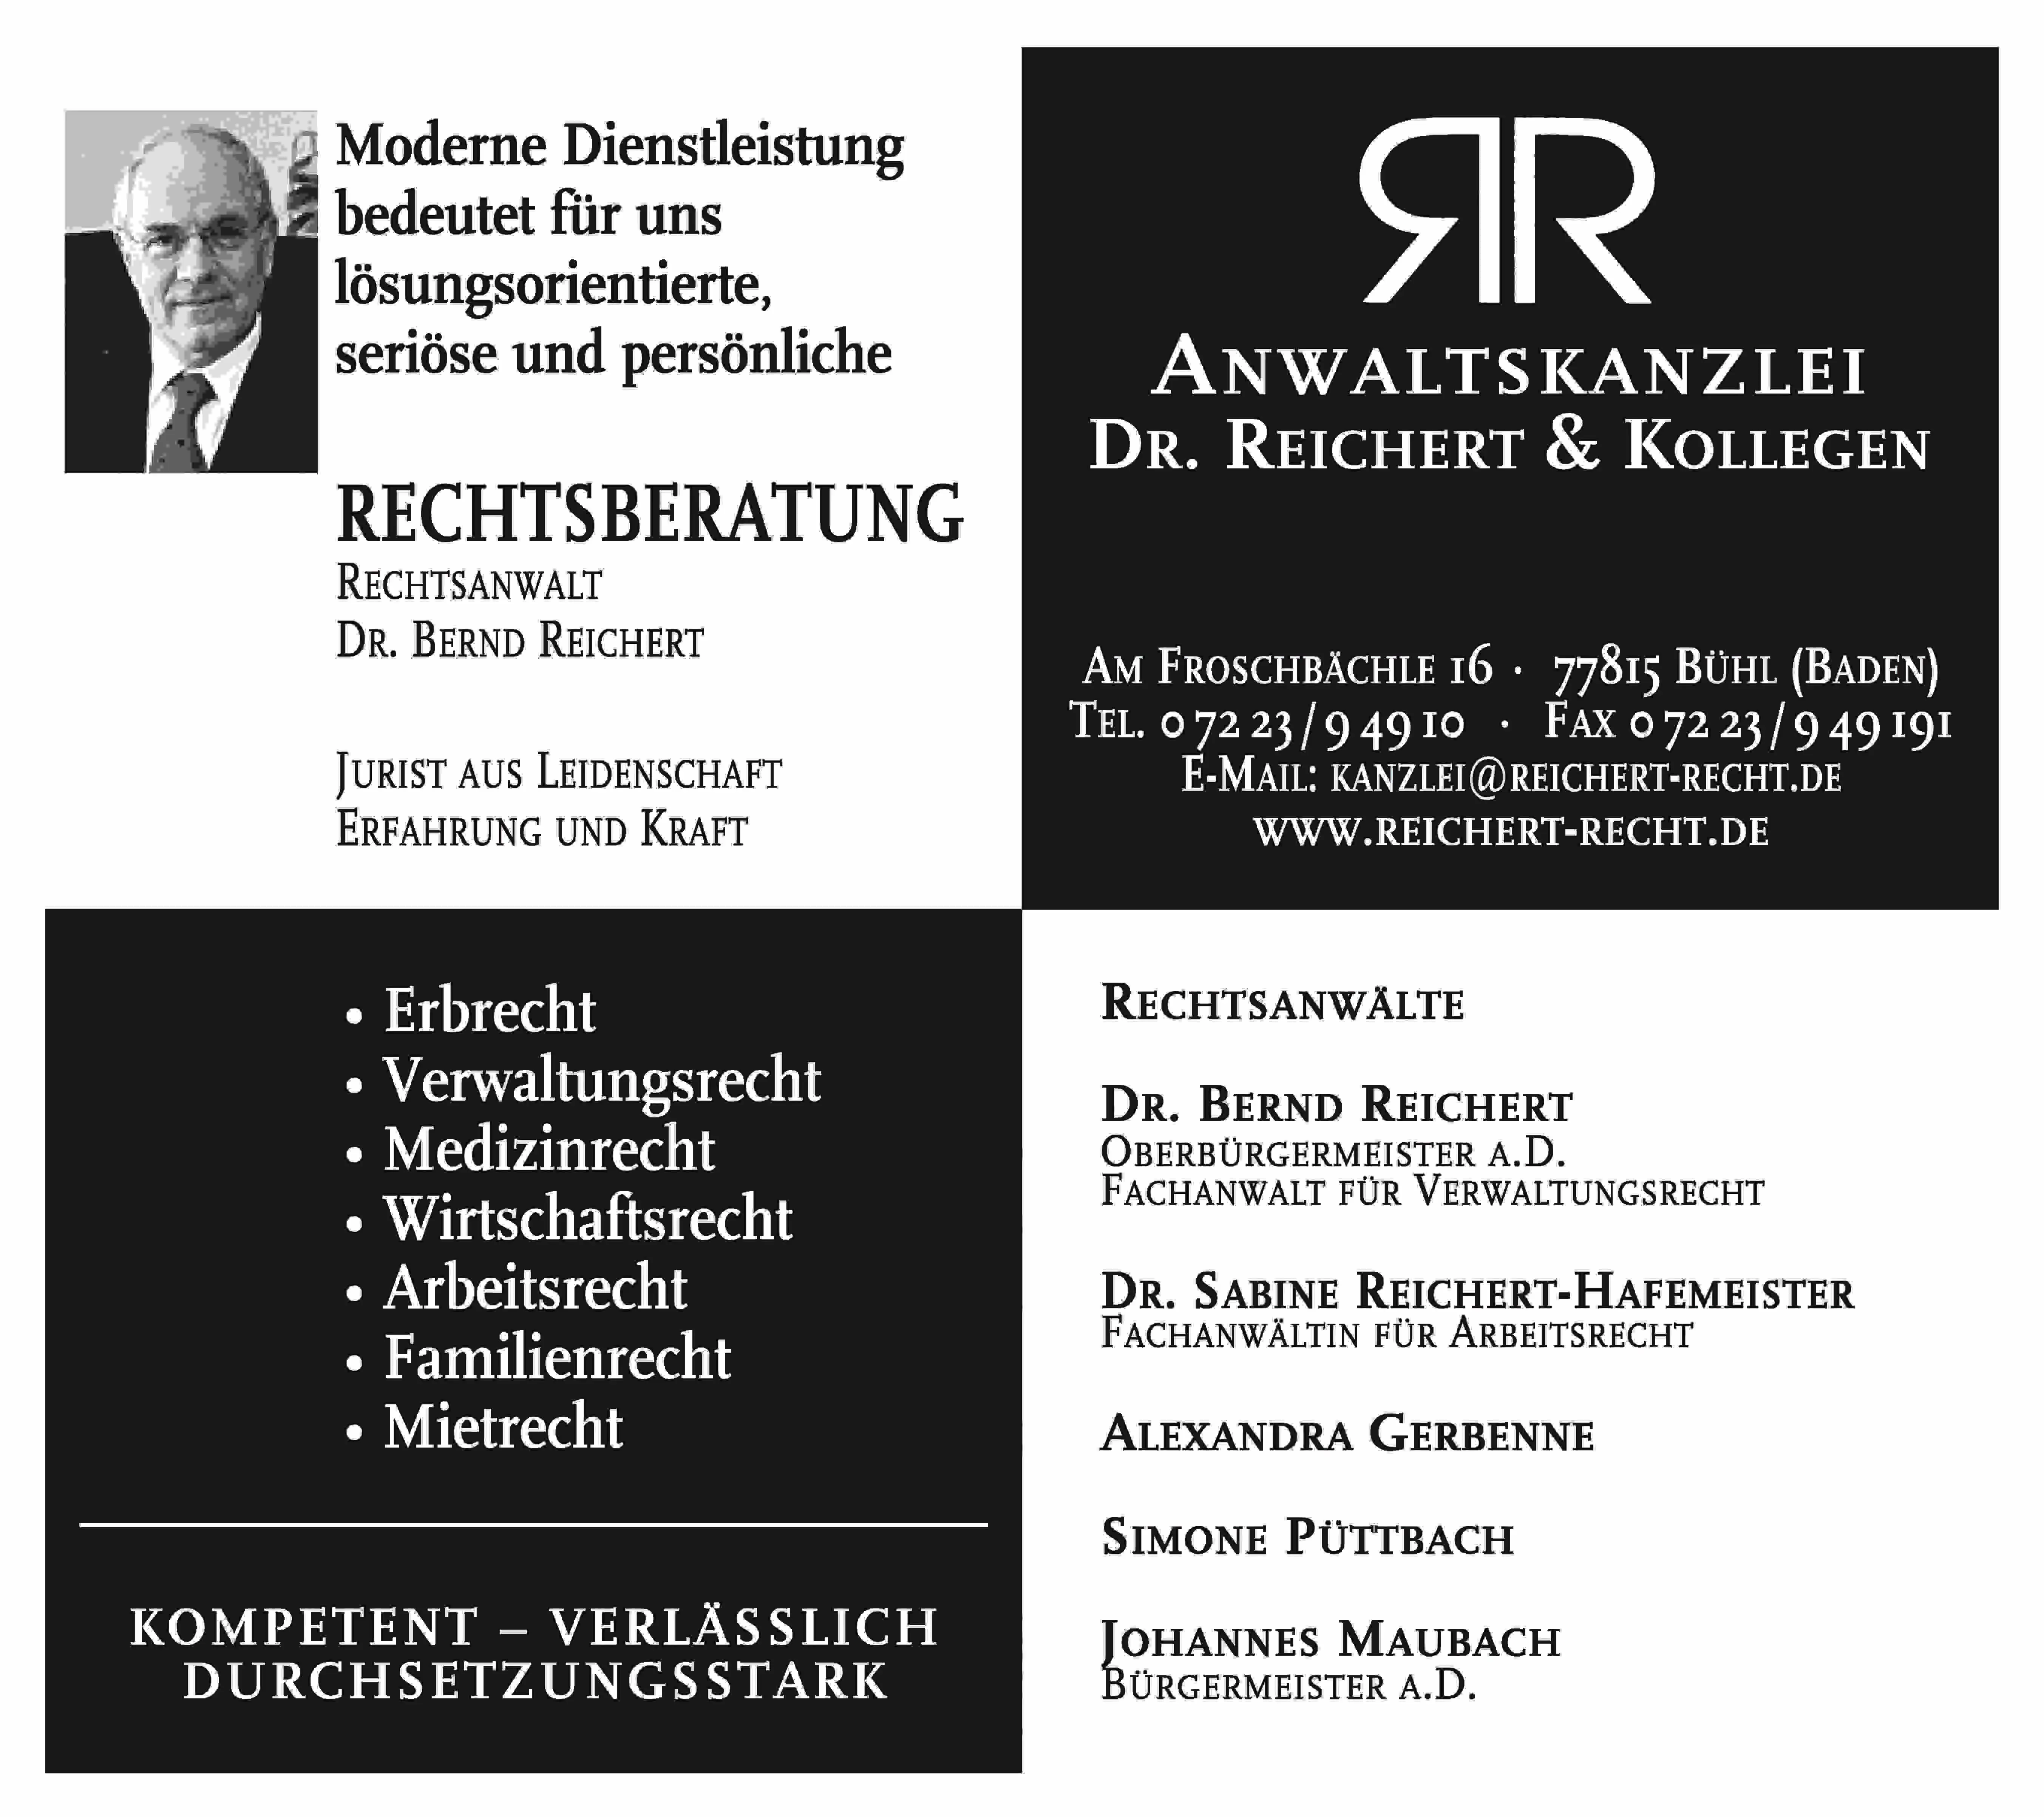 Moderne Dienstleistung
bedeutet für uns
lösungsorientierte,
seriöse und persönliche
RECHTSBERATUNG
RECHTSANWALT
DR. BERND REICHERT
JURIST AUS LEIDENSCHAFT
ERFAHRUNG UND KRAFT
RR
ANWALTSKANZLEI
DR. REICHERT & KOLLEGEN
AM FROSCHBÄCHLE 16 · 77815 BÜHL (BADEN)
TEL. 0 72 23 / 9 49 10 · FAX 0 72 23 / 9 49 191
E-MAIL: KANZLEI@REICHERT-RECHT.DE
WWW.REICHERT-RECHT.DE
• Erbrecht
• Verwaltungsrecht
• Medizinrecht
• Wirtschaftsrecht
• Arbeitsrecht
• Familienrecht
• Mietrecht
KOMPETENT – VERLÄSSLICH
DURCHSETZUNGSSTARK
RECHTSANWÄLTE
DR. BERND REICHERT
OBERBÜRGERMEISTER A.D.
FACHANWALT FÜR VERWALTUNGSRECHT
DR. SABINE REICHERT-HAFEMEISTER
FACHANWÄLTIN FÜR ARBEITSRECHT
ALEXANDRA GERBENNE
SIMONE PÜTTBACH
JOHANNES MAUBACH
BÜRGERMEISTER A.D.